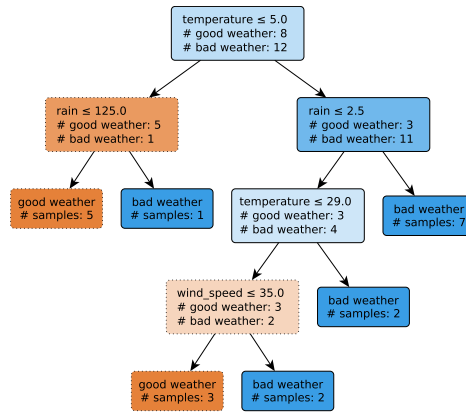 temperature ≤ 5.0
# good weather: 8
# bad weather: 12
rain ≤ 125.0
# good weather: 5
# bad weather: 1
rain ≤ 2.5
# good weather: 3
# bad weather: 11
good weather
# samples: 5
bad weather
# samples: 1
temperature ≤ 29.0
# good weather: 3
# bad weather: 4
bad weather
# samples: 7
wind_speed ≤ 35.0
# good weather: 3
# bad weather: 2
bad weather
# samples: 2
good weather
# samples: 3
bad weather
# samples: 2